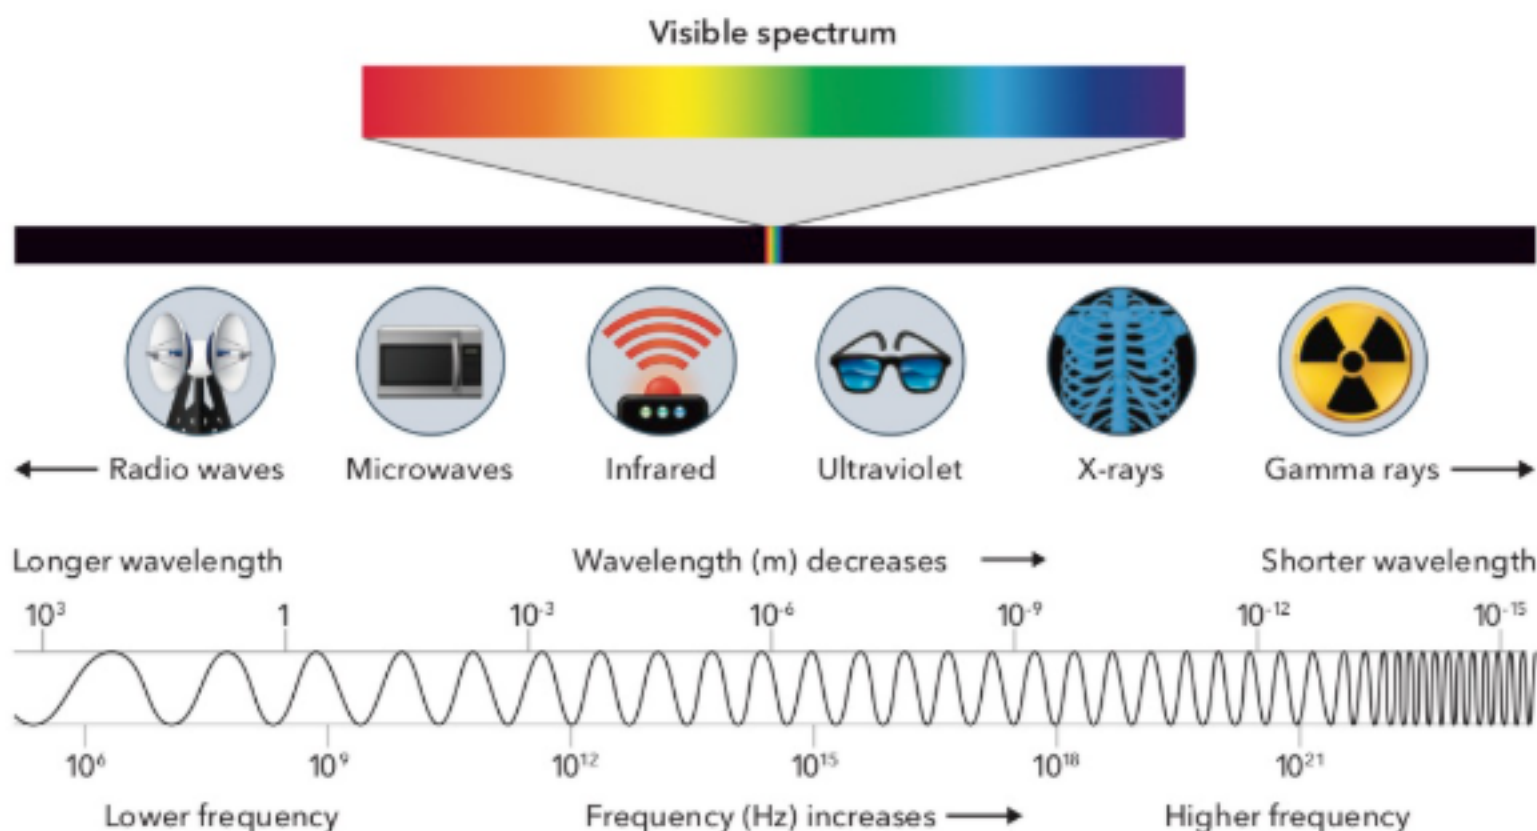 Visible spectrum
Radio waves Microwaves Infrared Ultraviolet X-rays Gamma rays
Longer wavelength Wavelength (m) decreases Shorter wavelength
10³ 1 10⁻³ 10⁻⁶ 10⁻⁹ 10⁻¹² 10⁻¹⁵
10⁶ 10⁹ 10¹² 10¹⁵ 10¹⁸ 10²¹
Lower frequency Frequency (Hz) increases Higher frequency